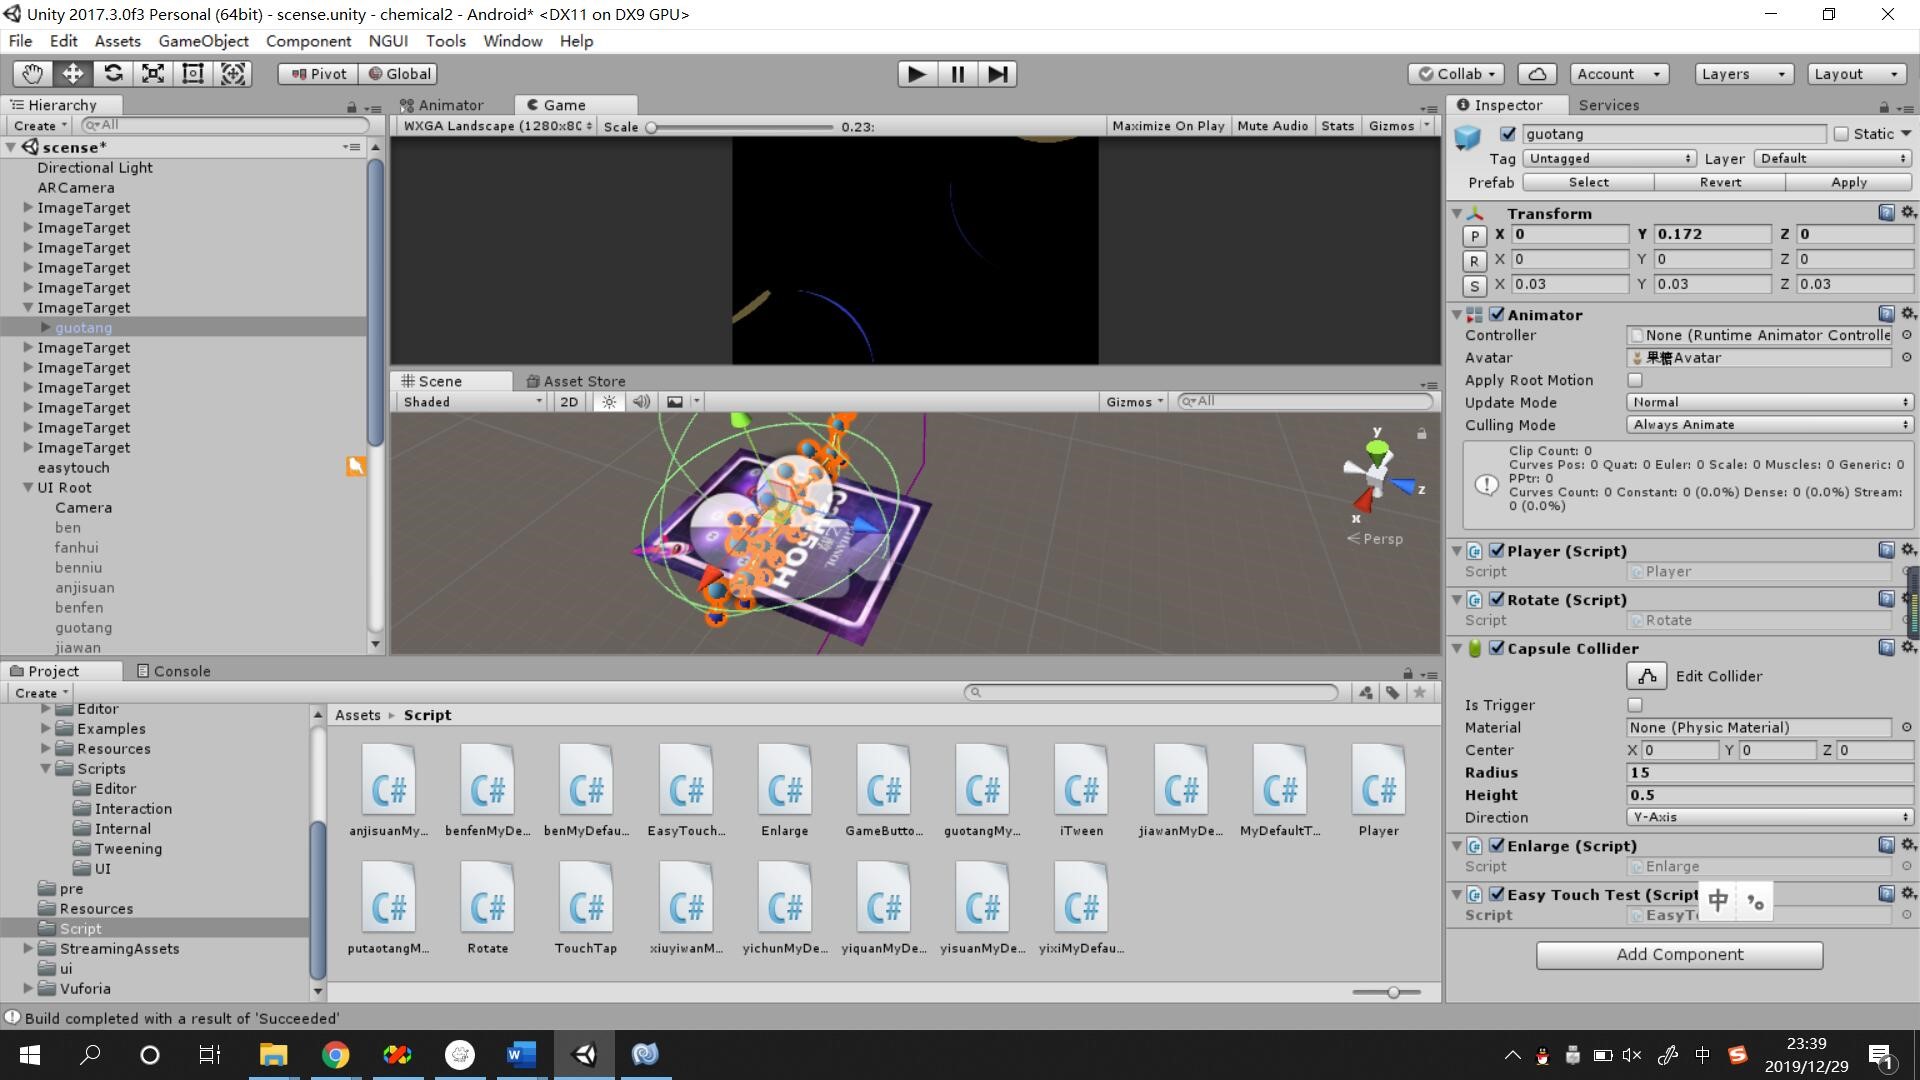 Unity 2017.3.0f3 Personal (64bit) - scense.unity - chemical2 - Android* <DX11 on DX9 GPU>
File Edit Assets GameObject Component NGUI Tools Window Help
Pivot Global Collab Account Layers Layout
Hierarchy
Create All
scense*
Directional Light
ARCamera
ImageTarget
ImageTarget
ImageTarget
ImageTarget
ImageTarget
ImageTarget
guotang
ImageTarget
ImageTarget
ImageTarget
ImageTarget
ImageTarget
ImageTarget
easytouch
UI Root
Camera
ben
fanhui
benniu
anjisuan
benfen
guotang
jiawan
Animator Game
WXGA Landscape (1280x8C Scale 0.23: Maximize On Play Mute Audio Stats Gizmos
Scene Asset Store
Shaded 2D Gizmos All
y
z
x
Persp
Inspector Services
guotang Static
Tag Untagged Layer Default
Prefab Select Revert Apply
Transform
P X 0 Y 0.172 Z 0
R X 0 Y 0 Z 0
S X 0.03 Y 0.03 Z 0.03
Animator
Controller None (Runtime Animator Controlle
Avatar 果糖Avatar
Apply Root Motion
Update Mode Normal
Culling Mode Always Animate
Clip Count: 0
Curves Pos: 0 Quat: 0 Euler: 0 Scale: 0 Muscles: 0 Generic: 0
PPtr: 0
Curves Count: 0 Constant: 0 (0.0%) Dense: 0 (0.0%) Stream:
0 (0.0%)
Player (Script)
Script Player
Rotate (Script)
Script Rotate
Capsule Collider
Edit Collider
Is Trigger
Material None (Physic Material)
Center X 0 Y 0 Z 0
Radius 15
Height 0.5
Direction Y-Axis
Enlarge (Script)
Script Enlarge
Easy Touch Test (Script
中 °,
Script EasyT
Add Component
Project Console
Create
Editor
Examples
Resources
Scripts
Editor
Interaction
Internal
Tweening
UI
pre
Resources
Script
StreamingAssets
ui
Vuforia
Assets Script
C# C# C# C# C# C# C# C# C# C# C#
anjisuanMy... benfenMyDe... benMyDefau... EasyTouch... Enlarge GameButto... guotangMy... iTween jiawanMyDe... MyDefaultT... Player
C# C# C# C# C# C# C# C#
putaotangM... Rotate TouchTap xiuyiwanM... yichunMyDe... yiquanMyDe... yisuanMyDe... yixiMyDefau...
Build completed with a result of 'Succeeded'
中
23:39
2019/12/29
1